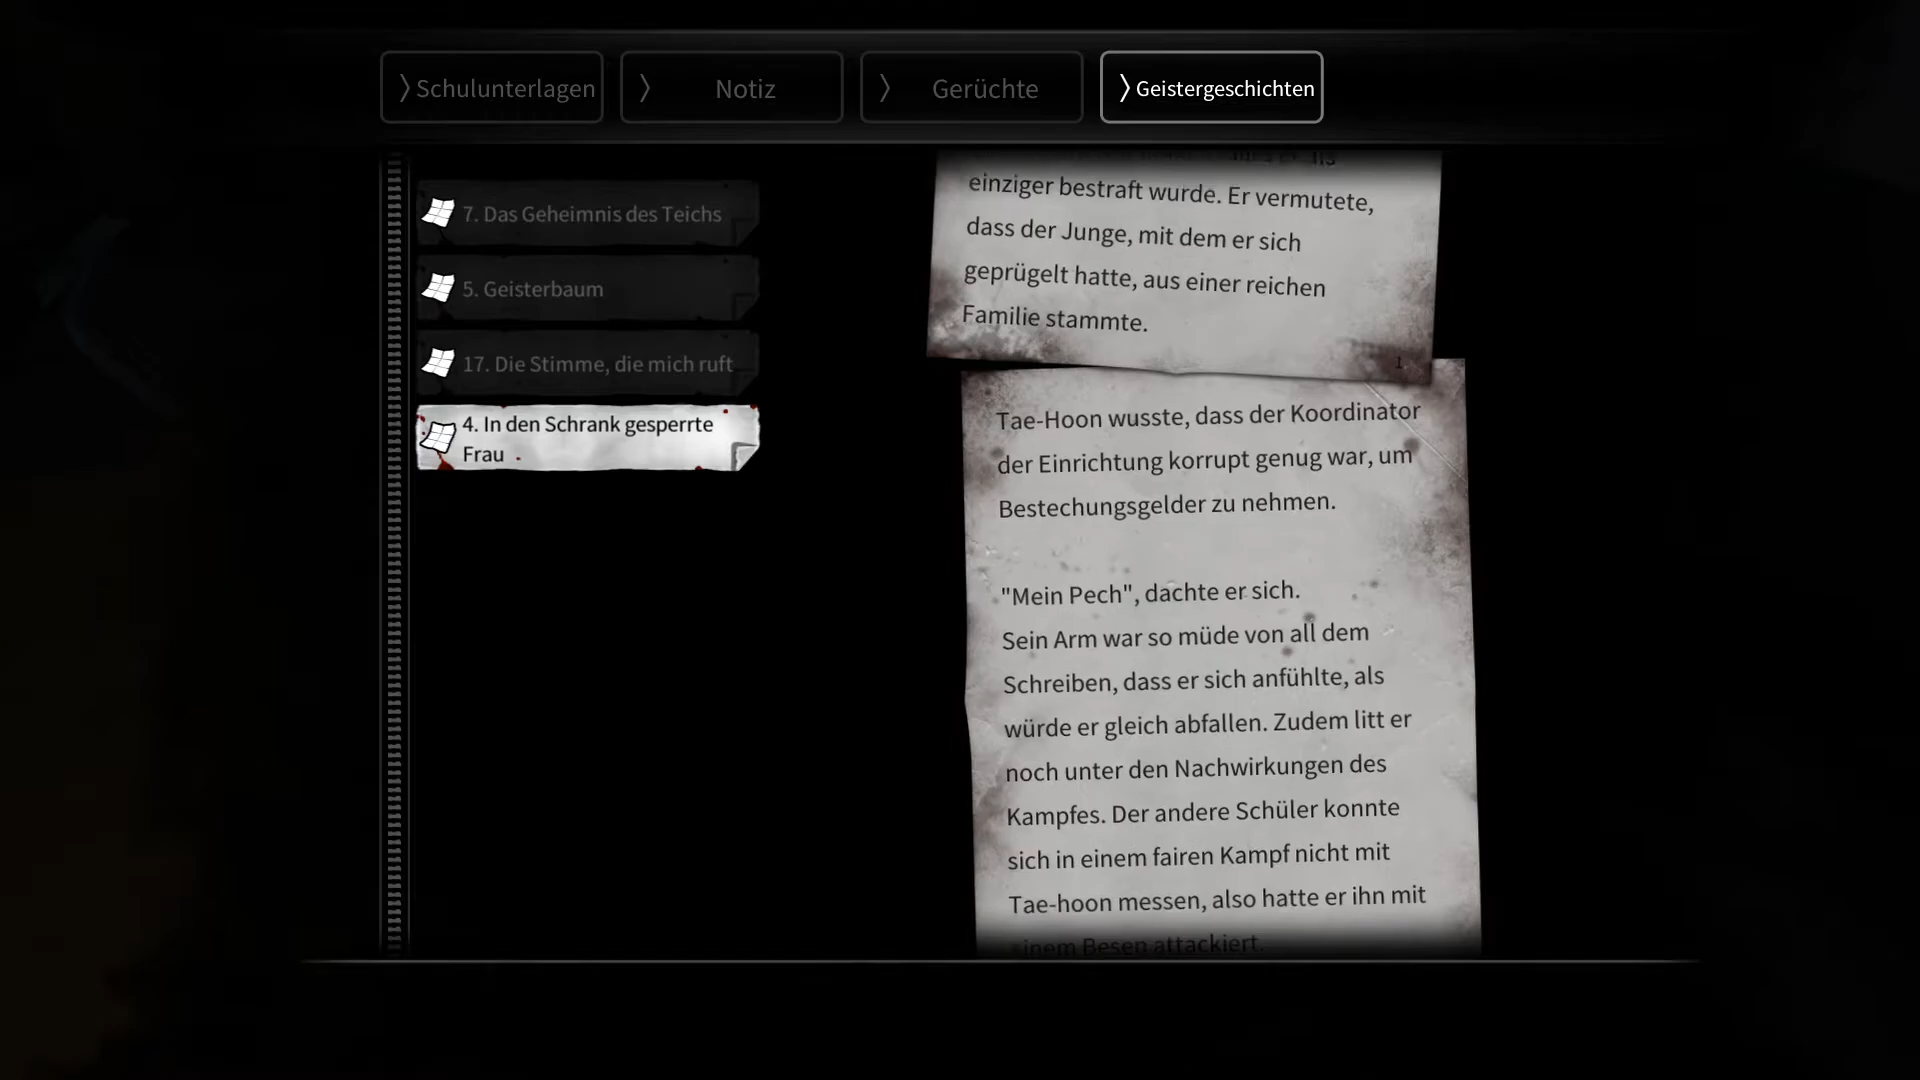 Schulunterlagen
Notiz
Gerüchte
Geistergeschichten
7. Das Geheimnis des Teichs
5. Geisterbaum
17. Die Stimme, die mich ruft
4. In den Schrank gesperrte
Frau
einziger bestraft wurde. Er vermutete,
dass der Junge, mit dem er sich
geprügelt hatte, aus einer reichen
Familie stammte.
1
Tae-Hoon wusste, dass der Koordinator
der Einrichtung korrupt genug war, um
Bestechungsgelder zu nehmen.
"Mein Pech", dachte er sich.
Sein Arm war so müde von all dem
Schreiben, dass er sich anfühlte, als
würde er gleich abfallen. Zudem litt er
noch unter den Nachwirkungen des
Kampfes. Der andere Schüler konnte
sich in einem fairen Kampf nicht mit
Tae-hoon messen, also hatte er ihn mit
einem Besen attackiert.